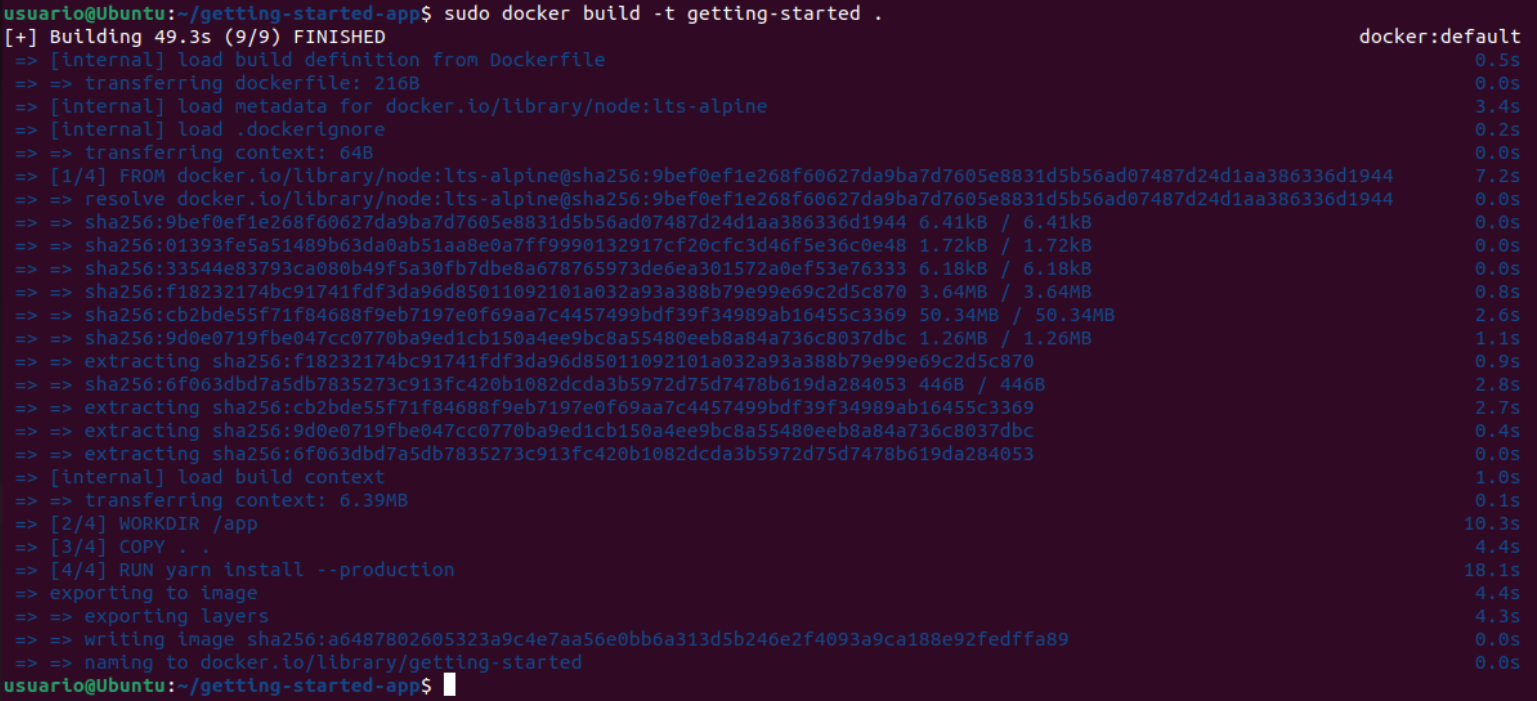 usuario@Ubuntu:~/getting-started-app$ sudo docker build -t getting-started .
[+] Building 49.3s (9/9) FINISHED docker:default
=> [internal] load build definition from Dockerfile 0.5s
=> => transferring dockerfile: 216B 0.0s
=> [internal] load metadata for docker.io/library/node:lts-alpine 3.4s
=> [internal] load .dockerignore 0.2s
=> => transferring context: 64B 0.0s
=> [1/4] FROM docker.io/library/node:lts-alpine@sha256:9bef0ef1e268f60627da9ba7d7605e8831d5b56ad07487d24d1aa386336d1944 7.2s
=> => resolve docker.io/library/node:lts-alpine@sha256:9bef0ef1e268f60627da9ba7d7605e8831d5b56ad07487d24d1aa386336d1944 0.0s
=> => sha256:9bef0ef1e268f60627da9ba7d7605e8831d5b56ad07487d24d1aa386336d1944 6.41kB / 6.41kB 0.0s
=> => sha256:01393fe5a51489b63da0ab51aa8e0a7ff9990132917cf20cfc3d46f5e36c0e48 1.72kB / 1.72kB 0.0s
=> => sha256:33544e83793ca080b49f5a30fb7dbe8a678765973de6ea301572a0ef53e76333 6.18kB / 6.18kB 0.0s
=> => sha256:f18232174bc91741fdf3da96d85011092101a032a93a388b79e99e69c2d5c870 3.64MB / 3.64MB 0.8s
=> => sha256:cb2bde55f71f84688f9eb7197e0f69aa7c4457499bdf39f34989ab16455c3369 50.34MB / 50.34MB 2.6s
=> => sha256:9d0e0719fbe047cc0770ba9ed1cb150a4ee9bc8a55480eeb8a84a736c8037dbc 1.26MB / 1.26MB 1.1s
=> => extracting sha256:f18232174bc91741fdf3da96d85011092101a032a93a388b79e99e69c2d5c870 0.9s
=> => sha256:6f063dbd7a5db7835273c913fc420b1082dcda3b5972d75d7478b619da284053 446B / 446B 2.8s
=> => extracting sha256:cb2bde55f71f84688f9eb7197e0f69aa7c4457499bdf39f34989ab16455c3369 2.7s
=> => extracting sha256:9d0e0719fbe047cc0770ba9ed1cb150a4ee9bc8a55480eeb8a84a736c8037dbc 0.4s
=> => extracting sha256:6f063dbd7a5db7835273c913fc420b1082dcda3b5972d75d7478b619da284053 0.0s
=> [internal] load build context 1.0s
=> => transferring context: 6.39MB 0.1s
=> [2/4] WORKDIR /app 10.3s
=> [3/4] COPY . . 4.4s
=> [4/4] RUN yarn install --production 18.1s
=> exporting to image 4.4s
=> => exporting layers 4.3s
=> => writing image sha256:a6487802605323a9c4e7aa56e0bb6a313d5b246e2f4093a9ca188e92fedffa89 0.0s
=> => naming to docker.io/library/getting-started 0.0s
usuario@Ubuntu:~/getting-started-app$